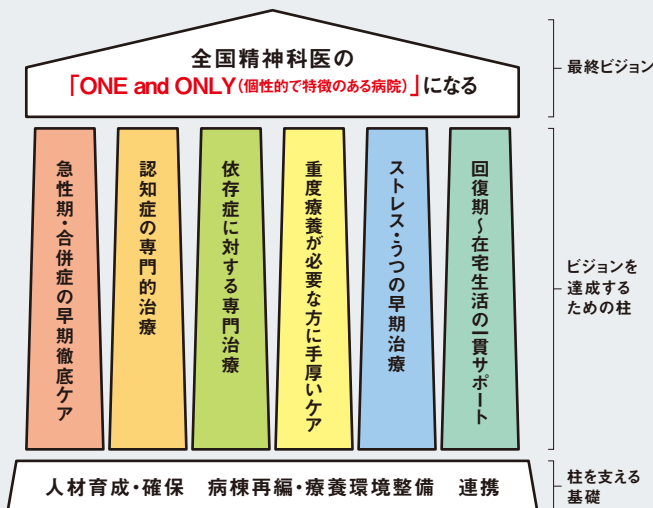 全国精神科医の
「ONE and ONLY(個性的で特徴のある病院)」になる
最終ビジョン
急性期・合併症の早期徹底ケア
認知症の専門的治療
依存症に対する専門治療
重度療養が必要な方に手厚いケア
ストレス・うつの早期治療
回復期～在宅生活の一貫サポート
ビジョンを
達成する
ための柱
人材育成・確保 病棟再編・療養環境整備 連携
柱を支える
基礎